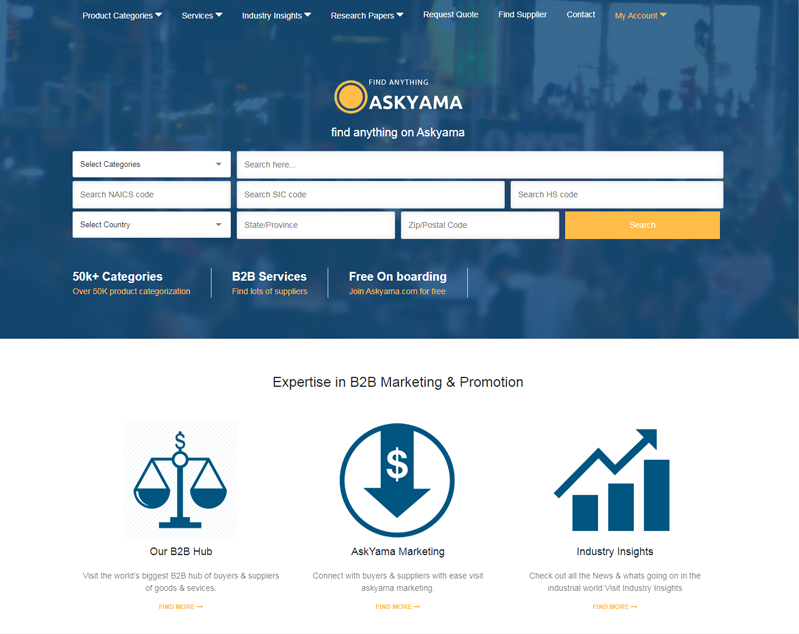 Product Categories Services Industry Insights Research Papers Request Quote Find Supplier Contact My Account
FIND ANYTHING
ASKYAMA
find anything on Askyama
Select Categories Search here...
Search NAICS code Search SIC code Search HS code
Select Country State/Province Zip/Postal Code Search
50k+ Categories B2B Services Free On boarding
Over 50K product categorization Find lots of suppliers Join Askyama.com for free
Expertise in B2B Marketing & Promotion
$
$
Our B2B Hub AskYama Marketing Industry Insights
Visit the world's biggest B2B hub of buyers & suppiers Connect with buyers & suppliers with ease visit Check out all the News & whats going on in the
of goods & sevices. askyama marketing. industrial world Visit Industry Insights
FIND MORE FIND MORE FIND MORE